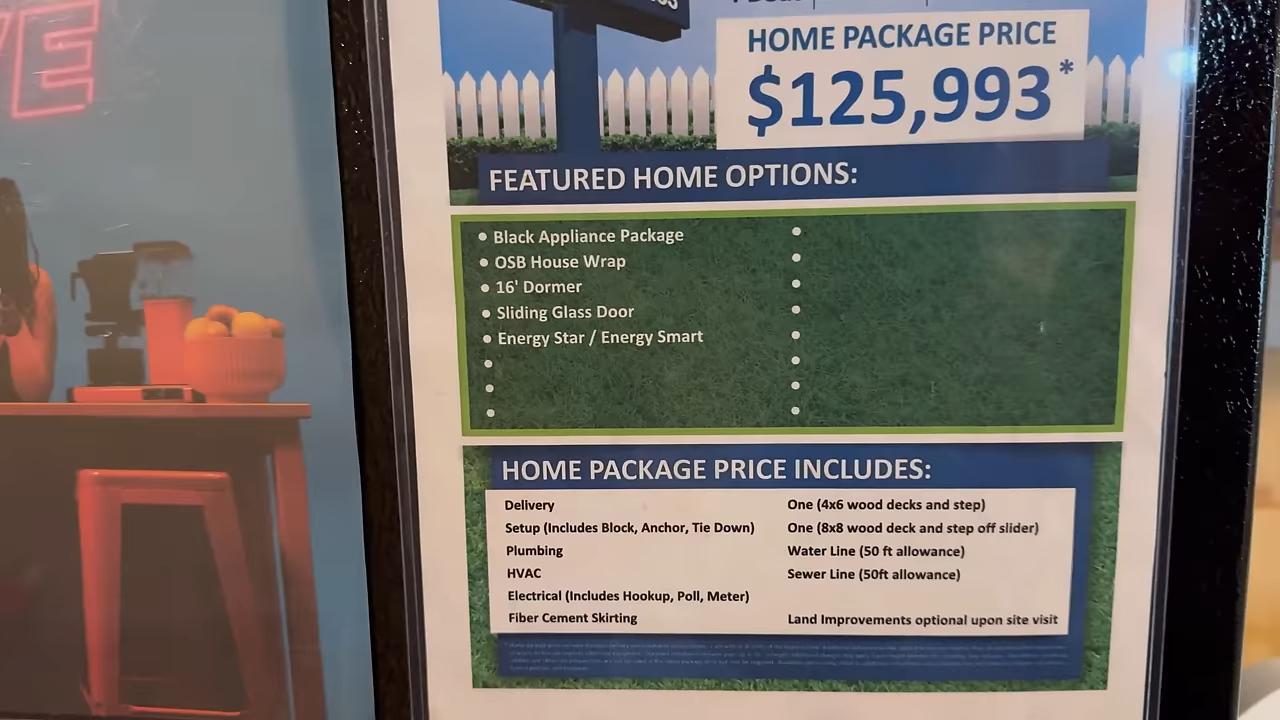 VE
HOME PACKAGE PRICE
$125,993*
FEATURED HOME OPTIONS:
• Black Appliance Package
• OSB House Wrap
• 16' Dormer
• Sliding Glass Door
• Energy Star / Energy Smart
HOME PACKAGE PRICE INCLUDES:
Delivery
Setup (Includes Block, Anchor, Tie Down)
Plumbing
HVAC
Electrical (Includes Hookup, Poll, Meter)
Fiber Cement Skirting
One (4x6 wood decks and step)
One (8x8 wood deck and step off slider)
Water Line (50 ft allowance)
Sewer Line (50ft allowance)
Land Improvements optional upon site visit